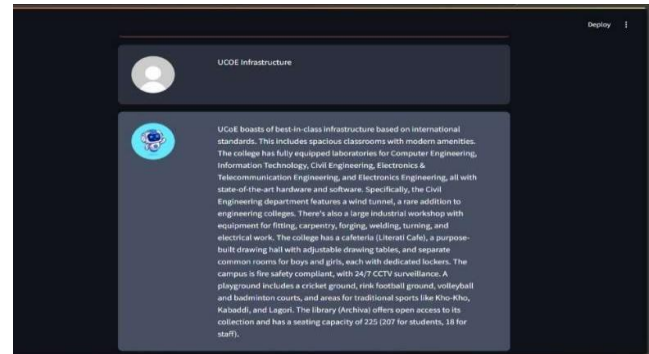 Deploy
UCOE Infrastructure
UCoE boasts of best-in-class infrastructure based on international
standards. This includes spacious classrooms with modern amenities.
The college has fully equipped laboratories for Computer Engineering,
Information Technology, Civil Engineering, Electronics &
Telecommunication Engineering, and Electronics Engineering, all with
state-of-the-art hardware and software. Specifically, the Civil
Engineering department features a wind tunnel, a rare addition to
engineering colleges. There's also a large industrial workshop with
equipment for fitting, carpentry, forging, welding, turning, and
electrical work. The college has a cafeteria (Literati Cafe), a purpose-
built drawing hall with adjustable drawing tables, and separate
common rooms for boys and girls, each with dedicated lockers. The
campus is fire safety compliant, with 24/7 CCTV surveillance. A
playground includes a cricket ground, rink football ground, volleyball
and badminton courts, and areas for traditional sports like Kho-Kho,
Kabaddi, and Lagori. The library (Archiva) offers open access to its
collection and has a seating capacity of 225 (207 for students, 18 for
staff).